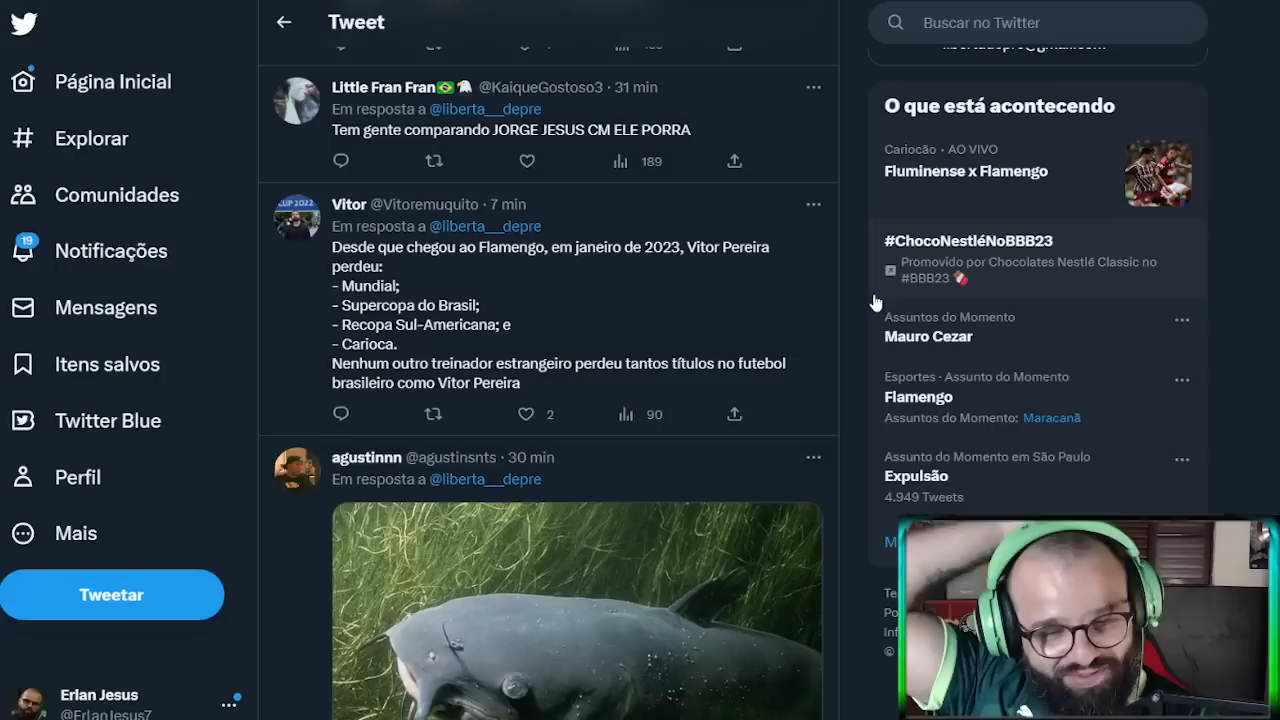 Página Inicial
Explorar
Comunidades
19
Notificações
Mensagens
Itens salvos
Twitter Blue
Perfil
Mais
Tweetar
Erlan Jesus
@ErlanJesus7
Tweet
Little Fran Fran @KaiqueGostoso3 · 31 min
Em resposta a @liberta__depre
Tem gente comparando JORGE JESUS CM ELE PORRA
189
Vitor @Vitoremuquito · 7 min
Em resposta a @liberta__depre
Desde que chegou ao Flamengo, em janeiro de 2023, Vitor Pereira
perdeu:
- Mundial;
- Supercopa do Brasil;
- Recopa Sul-Americana; e
- Carioca.
Nenhum outro treinador estrangeiro perdeu tantos títulos no futebol
brasileiro como Vitor Pereira
2 90
agustinnn @agustinsnts · 30 min
Em resposta a @liberta__depre
Buscar no Twitter
O que está acontecendo
Cariocão · AO VIVO
Fluminense x Flamengo
#ChocoNestléNoBBB23
Promovido por Chocolates Nestlé Classic no
#BBB23
Assuntos do Momento
Mauro Cezar
Esportes · Assunto do Momento
Flamengo
Assuntos do Momento: Maracanã
Assunto do Momento em São Paulo
Expulsão
4.949 Tweets